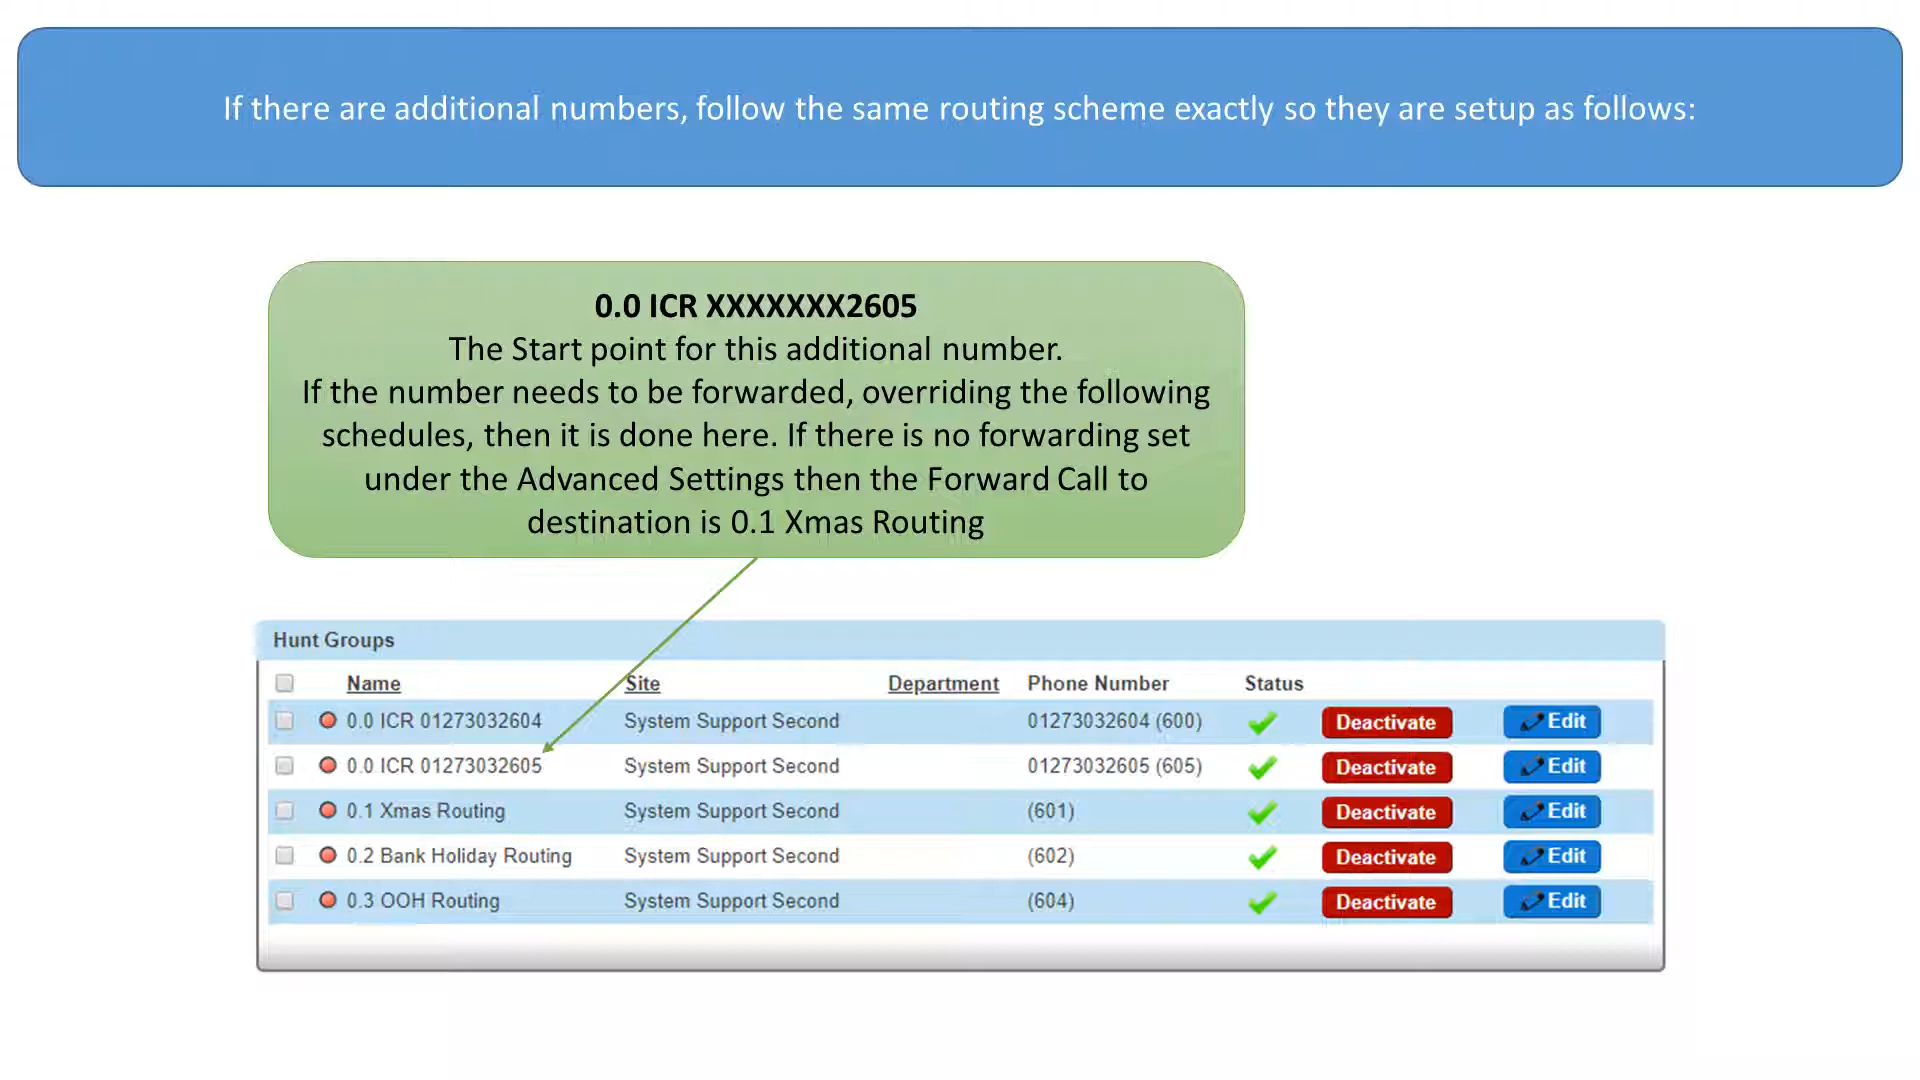 If there are additional numbers, follow the same routing scheme exactly so they are setup as follows:
0.0 ICR XXXXXXX2605
The Start point for this additional number.
If the number needs to be forwarded, overriding the following
schedules, then it is done here. If there is no forwarding set
under the Advanced Settings then the Forward Call to
destination is 0.1 Xmas Routing
Hunt Groups
Name Site Department Phone Number Status
0.0 ICR 01273032604 System Support Second 01273032604 (600) Deactivate Edit
0.0 ICR 01273032605 System Support Second 01273032605 (605) Deactivate Edit
0.1 Xmas Routing System Support Second (601) Deactivate Edit
0.2 Bank Holiday Routing System Support Second (602) Deactivate Edit
0.3 OOH Routing System Support Second (604) Deactivate Edit